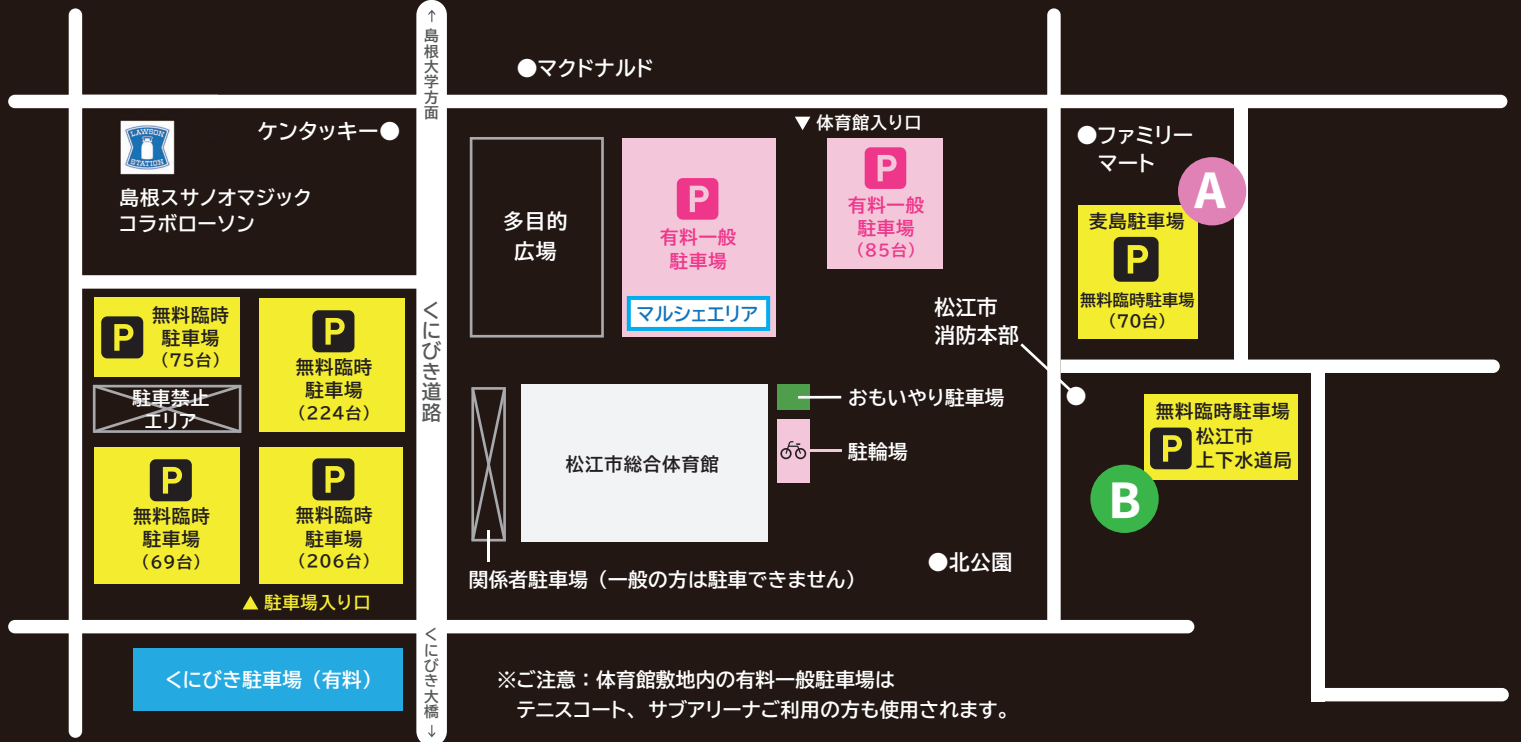 ↑島根大学方面
●マクドナルド
LAWSON
STATION
ケンタッキー●
島根スサノオマジック
コラボローソン
▼ 体育館入り口
多目的
広場
P
有料一般
駐車場
マルシェエリア
P
有料一般
駐車場
（85台）
●ファミリー
マート
A
麦島駐車場
P
無料臨時駐車場
（70台）
くにびき道路
P
無料臨時
駐車場
（75台）
P
無料臨時
駐車場
（224台）
駐車禁止
エリア
P
無料臨時
駐車場
（69台）
P
無料臨時
駐車場
（206台）
▲ 駐車場入り口
松江市
消防本部
おもいやり駐車場
駐輪場
松江市総合体育館
無料臨時駐車場
P
松江市
上下水道局
B
●北公園
関係者駐車場（一般の方は駐車できません）
くにびき駐車場（有料）
くにびき大橋↓
※ご注意：体育館敷地内の有料一般駐車場は
テニスコート、サブアリーナご利用の方も使用されます。